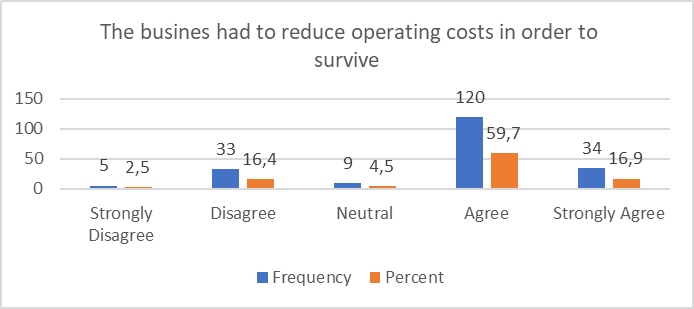 The busines had to reduce operating costs in order to
survive
150
100
50
0
5
2,5
33
16,4
9
4,5
120
59,7
34
16,9
Strongly
Disagree
Disagree
Neutral
Agree
Strongly Agree
Frequency
Percent